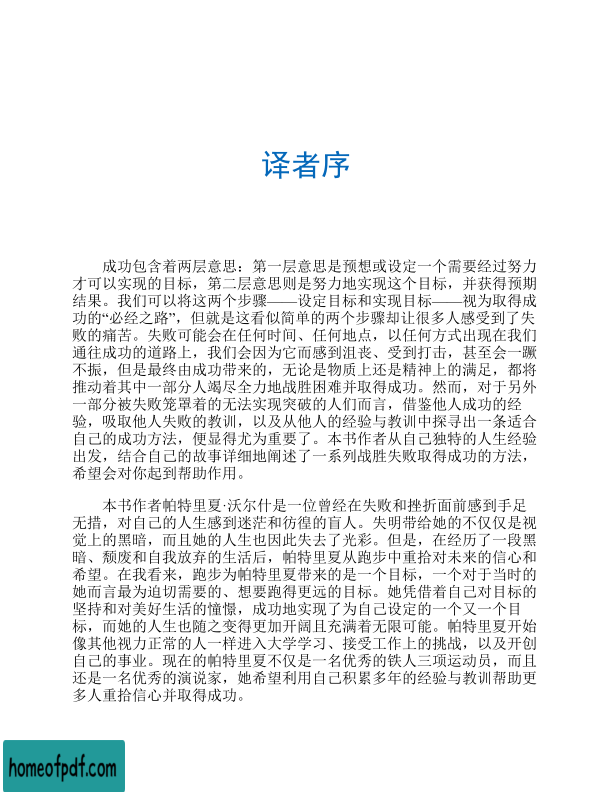 译者序
成功包含着两层意思：第一层意思是预想或设定一个需要经过努力
才可以实现的目标，第二层意思则是努力地实现这个目标，并获得预期
结果。我们可以将这两个步骤——设定目标和实现目标——视为取得成
功的“必经之路”，但就是这看似简单的两个步骤却让很多人感受到了失
败的痛苦。失败可能会在任何时间、任何地点，以任何方式出现在我们
通往成功的道路上，我们会因为它而感到沮丧、受到打击，甚至会一蹶
不振，但是最终由成功带来的，无论是物质上还是精神上的满足，都将
推动着其中一部分人竭尽全力地战胜困难并取得成功。然而，对于另外
一部分被失败笼罩着的无法实现突破的人们而言，借鉴他人成功的经
验，吸取他人失败的教训，以及从他人的经验与教训中探寻出一条适合
自己的成功方法，便显得尤为重要了。本书作者从自己独特的人生经验
出发，结合自己的故事详细地阐述了一系列战胜失败取得成功的方法，
希望会对你起到帮助作用。
本书作者帕特里夏·沃尔什是一位曾经在失败和挫折面前感到手足
无措，对自己的人生感到迷茫和彷徨的盲人。失明带给她的不仅仅是视
觉上的黑暗，而且她的人生也因此失去了光彩。但是，在经历了一段黑
暗、颓废和自我放弃的生活后，帕特里夏从跑步中重拾对未来的信心和
希望。在我看来，跑步为帕特里夏带来的是一个目标，一个对于当时的
她而言最为迫切需要的、想要跑得更远的目标。她凭借着自己对目标的
坚持和对美好生活的憧憬，成功地实现了为自己设定的一个又一个目
标，而她的人生也随之变得更加开阔且充满着无限可能。帕特里夏开始
像其他视力正常的人一样进入大学学习、接受工作上的挑战，以及开创
自己的事业。现在的帕特里夏不仅是一名优秀的铁人三项运动员，而且
还是一名优秀的演说家，她希望利用自己积累多年的经验与教训帮助更
多人重拾信心并取得成功。
homeofpdf.com